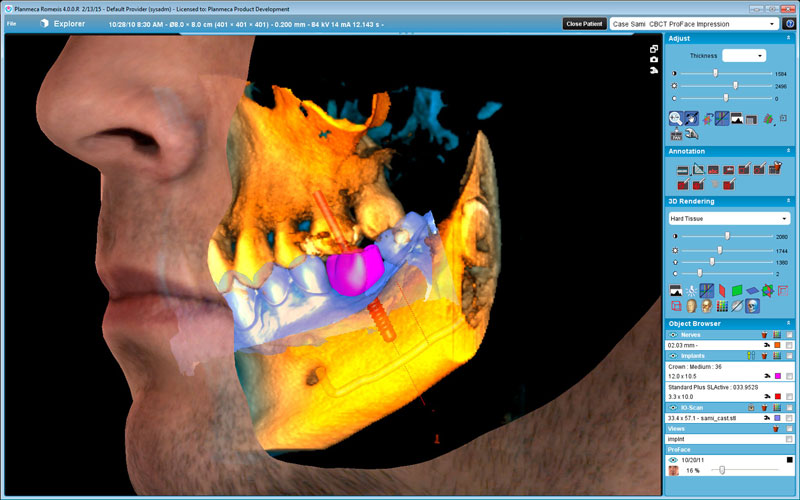 Planmeca Romexis 4.0.0.R 2/13/15 - Default Provider (sysadm) - Licensed to: Planmeca Product Development
File
Explorer
10/28/10 8:30 AM - Ø8.0 x 8.0 cm (401 x 401 x 401) - 0.200 mm - 84 kV 14 mA 12.143 s -
Close Patient
Case Sami CBCT ProFace Impression
Adjust
Thickness
1584
2496
0
Annotation
3D Rendering
Hard Tissue
2080
1744
1380
2
Object Browser
Nerves
02.03 mm -
Implants
Crown : Medium : 36
12.0 x 10.5
Standard Plus SLActive : 033.952S
3.3 x 10.0
IO-Scan
33.4 x 57.1 - sami_cast.stl
Views
implnt
ProFace
10/20/11
16 %